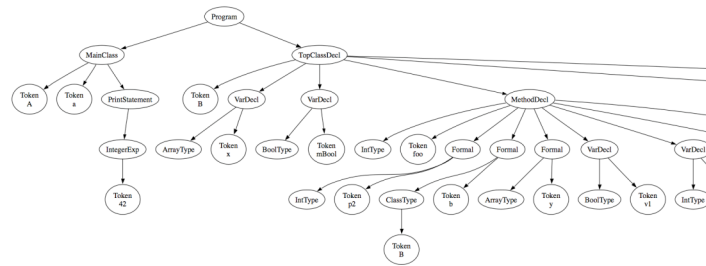 Program
MainClass
TopClassDecl
Token
A
Token
a
PrintStatement
Token
B
VarDecl
VarDecl
MethodDecl
IntegerExp
ArrayType
Token
x
BoolType
Token
mBool
IntType
Token
foo
Formal
Formal
Formal
VarDecl
VarDecl
Token
42
IntType
Token
p2
ClassType
Token
b
ArrayType
Token
y
BoolType
Token
v1
IntType
Token
B